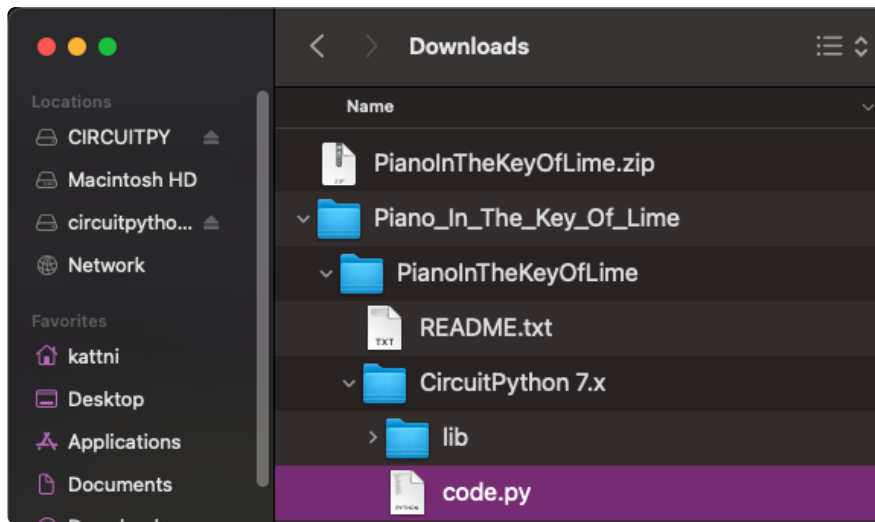 Locations
CIRCUITPY
Macintosh HD
circuitpytho...
Network
Favorites
kattni
Desktop
Applications
Documents
Downloads
Name
PianoInTheKeyOfLime.zip
ZIP
Piano_In_The_Key_Of_Lime
PianoInTheKeyOfLime
README.txt
TXT
CircuitPython 7.x
lib
code.py
PYTHON